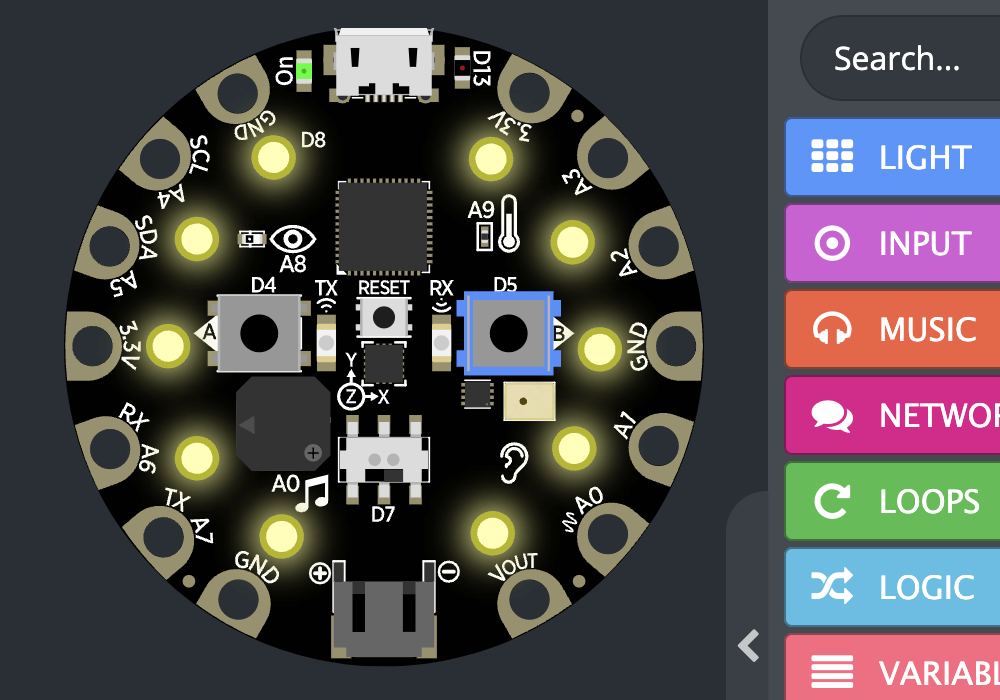 On
D13
GND
3.3V
D8
SCL
A4
A3
A9
SDA
A5
A8
A2
D4
TX
RESET
RX
D5
A
B
3.3V
GND
Y
Z
X
RX
A6
A1
A0
TX
A7
D7
A0
GND
VOUT
Search...
LIGHT
INPUT
MUSIC
NETWOR
LOOPS
LOGIC
VARIABL